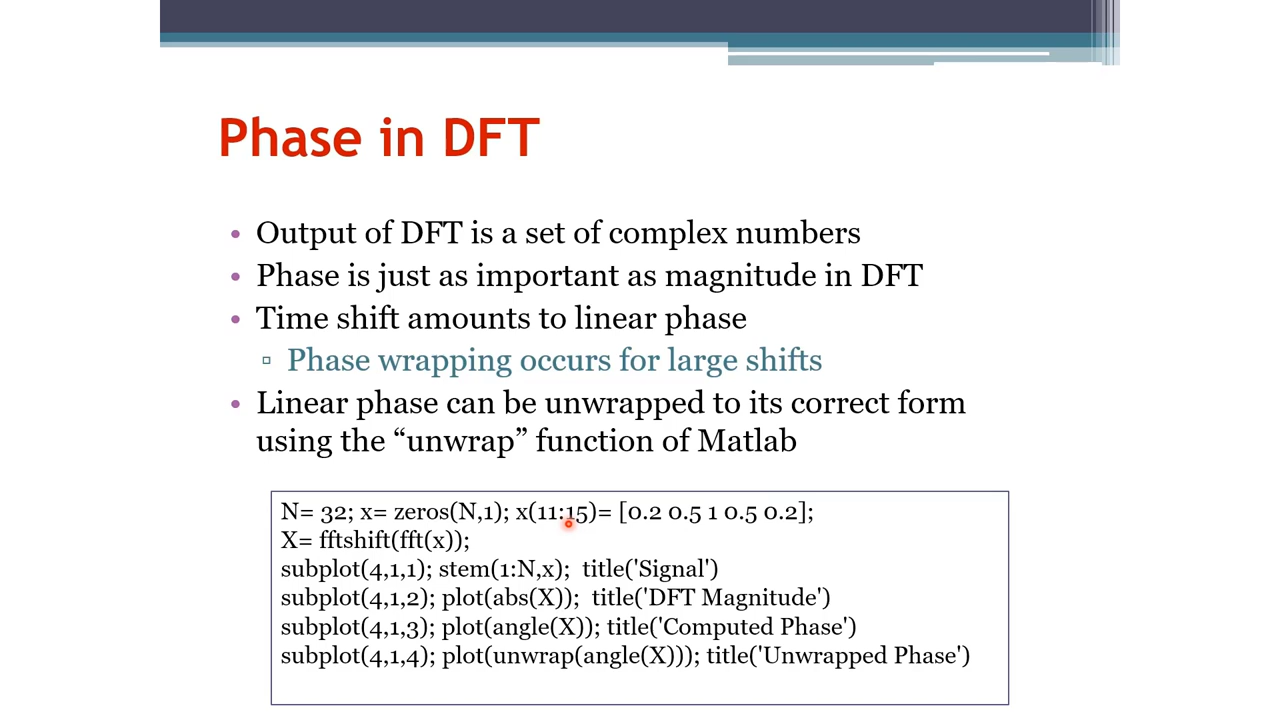 Phase in DFT
• Output of DFT is a set of complex numbers
• Phase is just as important as magnitude in DFT
• Time shift amounts to linear phase
▫ Phase wrapping occurs for large shifts
• Linear phase can be unwrapped to its correct form
using the “unwrap” function of Matlab
N= 32; x= zeros(N,1); x(11:15)= [0.2 0.5 1 0.5 0.2];
X= fftshift(fft(x));
subplot(4,1,1); stem(1:N,x);  title('Signal')
subplot(4,1,2); plot(abs(X));  title('DFT Magnitude')
subplot(4,1,3); plot(angle(X)); title('Computed Phase')
subplot(4,1,4); plot(unwrap(angle(X))); title('Unwrapped Phase')